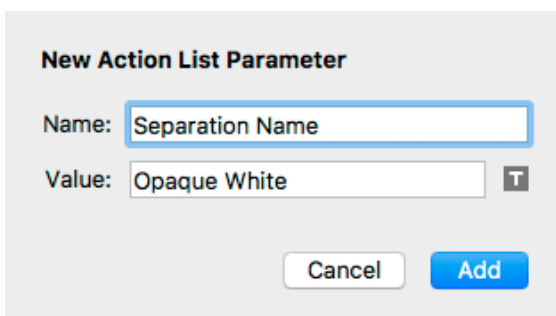 New Action List Parameter
Name: Separation Name
Value: Opaque White T
Cancel Add